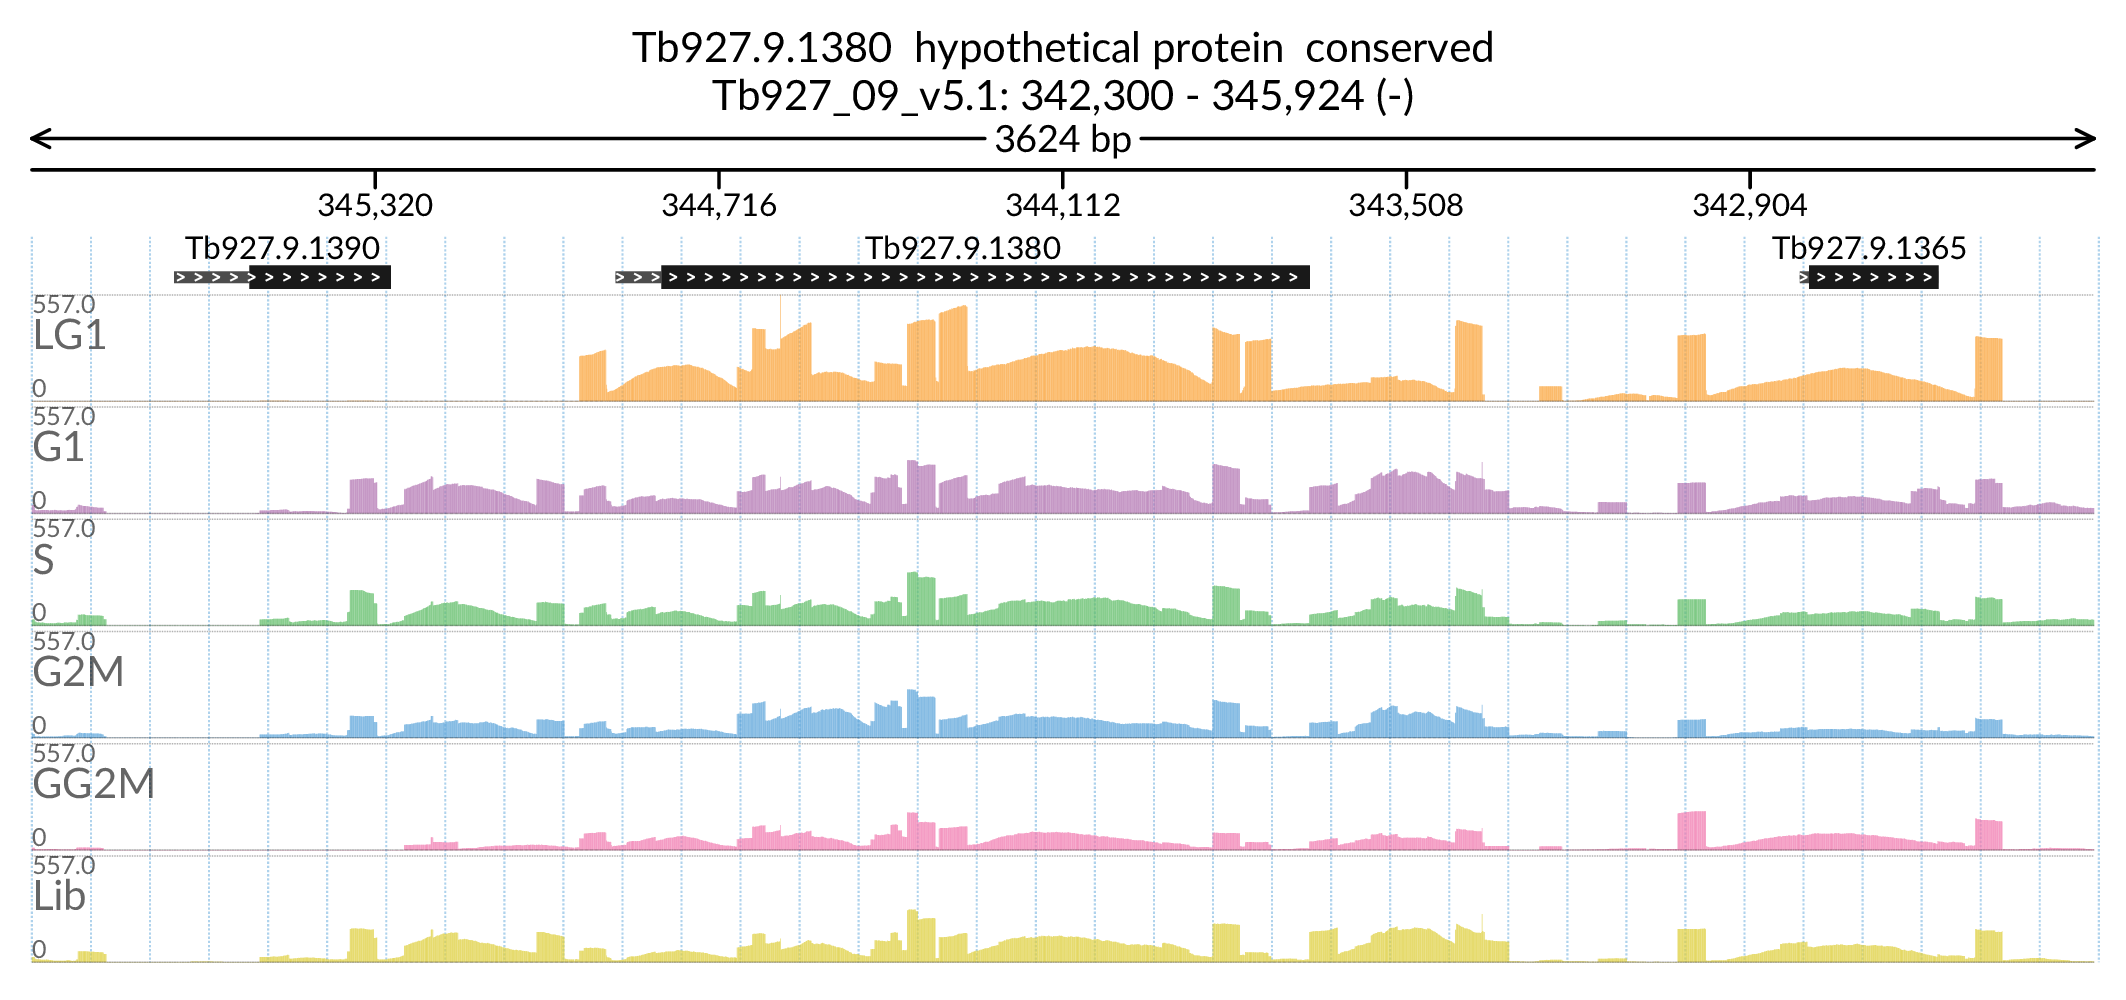 Tb927.9.1380  hypothetical protein  conserved
Tb927_09_v5.1: 342,300 - 345,924 (-)
3624 bp
345,320 344,716 344,112 343,508 342,904
Tb927.9.1390 Tb927.9.1380 Tb927.9.1365
557.0
LG1
0
557.0
G1
0
557.0
S
0
557.0
G2M
0
557.0
GG2M
0
557.0
Lib
0